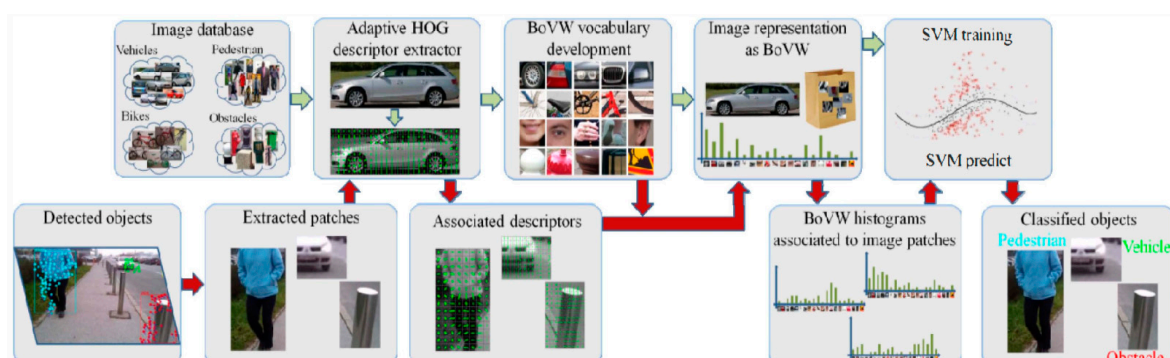 Image database
Vehicles
Pedestrian
Bikes
Obstacles
Adaptive HOG
descriptor extractor
BoVW vocabulary
development
Image representation
as BoVW
SVM training
SVM predict
Detected objects
Extracted patches
Associated descriptors
BoVW histograms
associated to image patches
Classified objects
Pedestrian
Vehicle
Obstacle